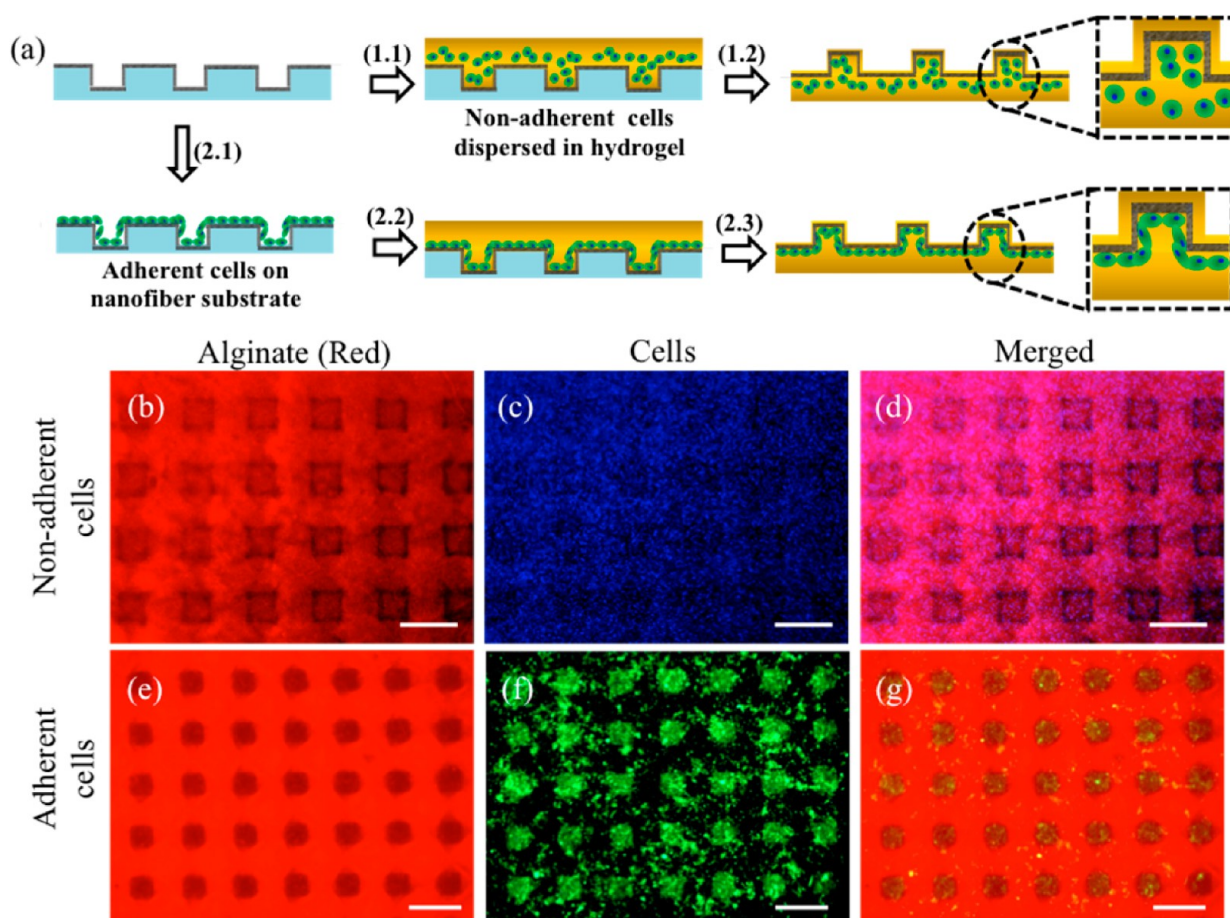 (a)
(1.1)
(1.2)
Non-adherent cells
dispersed in hydrogel
(2.1)
(2.2)
(2.3)
Adherent cells on
nanofiber substrate
Alginate (Red)
Cells
Merged
Non-adherent
cells
(b)
(c)
(d)
Adherent
cells
(e)
(f)
(g)